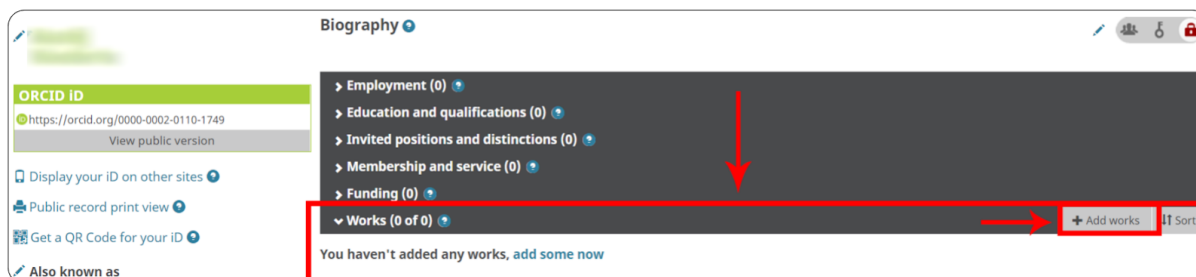 Biography
ORCID iD
https://orcid.org/0000-0002-0110-1749
View public version
Display your iD on other sites
Public record print view
Get a QR Code for your iD
Also known as
Employment (0)
Education and qualifications (0)
Invited positions and distinctions (0)
Membership and service (0)
Funding (0)
Works (0 of 0)
+ Add works
Sort
You haven't added any works, add some now